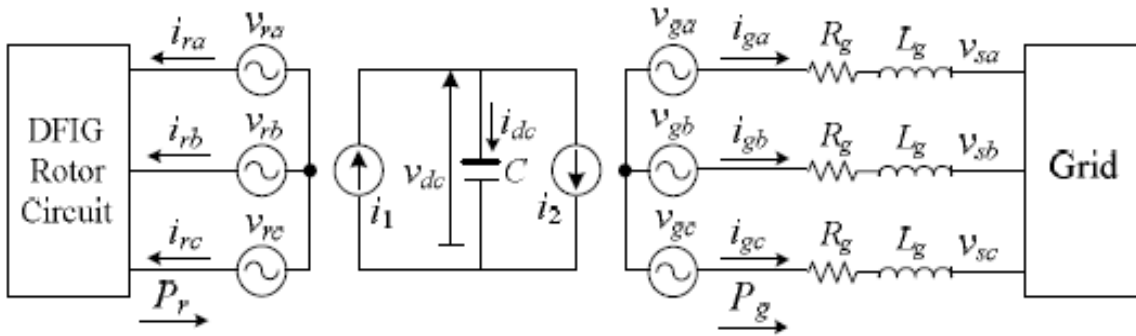 i_ra v_ra v_ga i_ga R_g L_g v_sa
DFIG
Rotor
Circuit
i_rb v_rb v_dc i_dc C v_gb i_gb R_g L_g v_sb
Grid
i_1 i_2
i_rc v_rc v_gc i_gc R_g L_g v_sc
P_r P_g